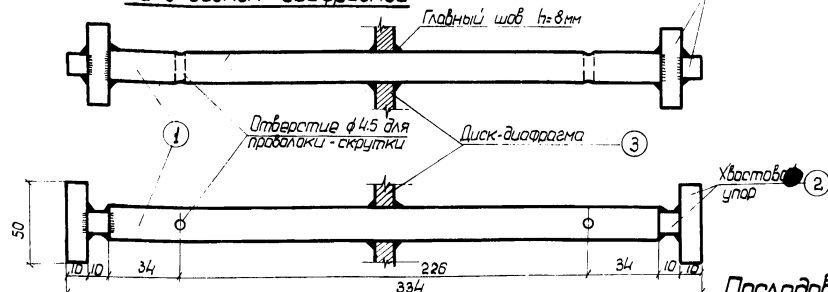 Главный шов h=8мм
1
Отверстие ϕ4.5 для
проволоки - скрутки
Диск-диафрагма
3
Хвостовой
упор
2
50
10 10 34 226 34 10 10
334